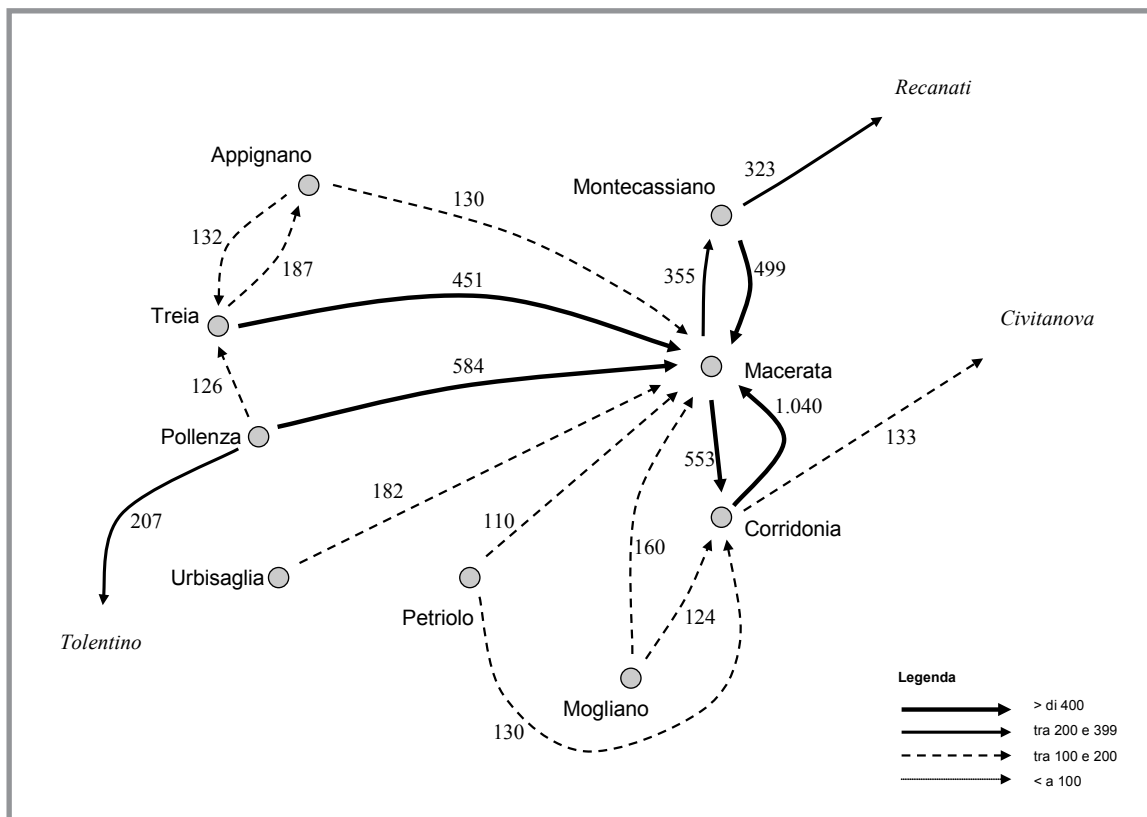 Recanati
Appignano
323
Montecassiano
130
132
187
355
499
451
Treia
Civitanova
584
Macerata
126
1.040
Pollenza
133
553
182
207
110
Corridonia
160
Urbisaglia
Petriolo
124
Tolentino
Mogliano
130
Legenda
> di 400
tra 200 e 399
tra 100 e 200
< a 100